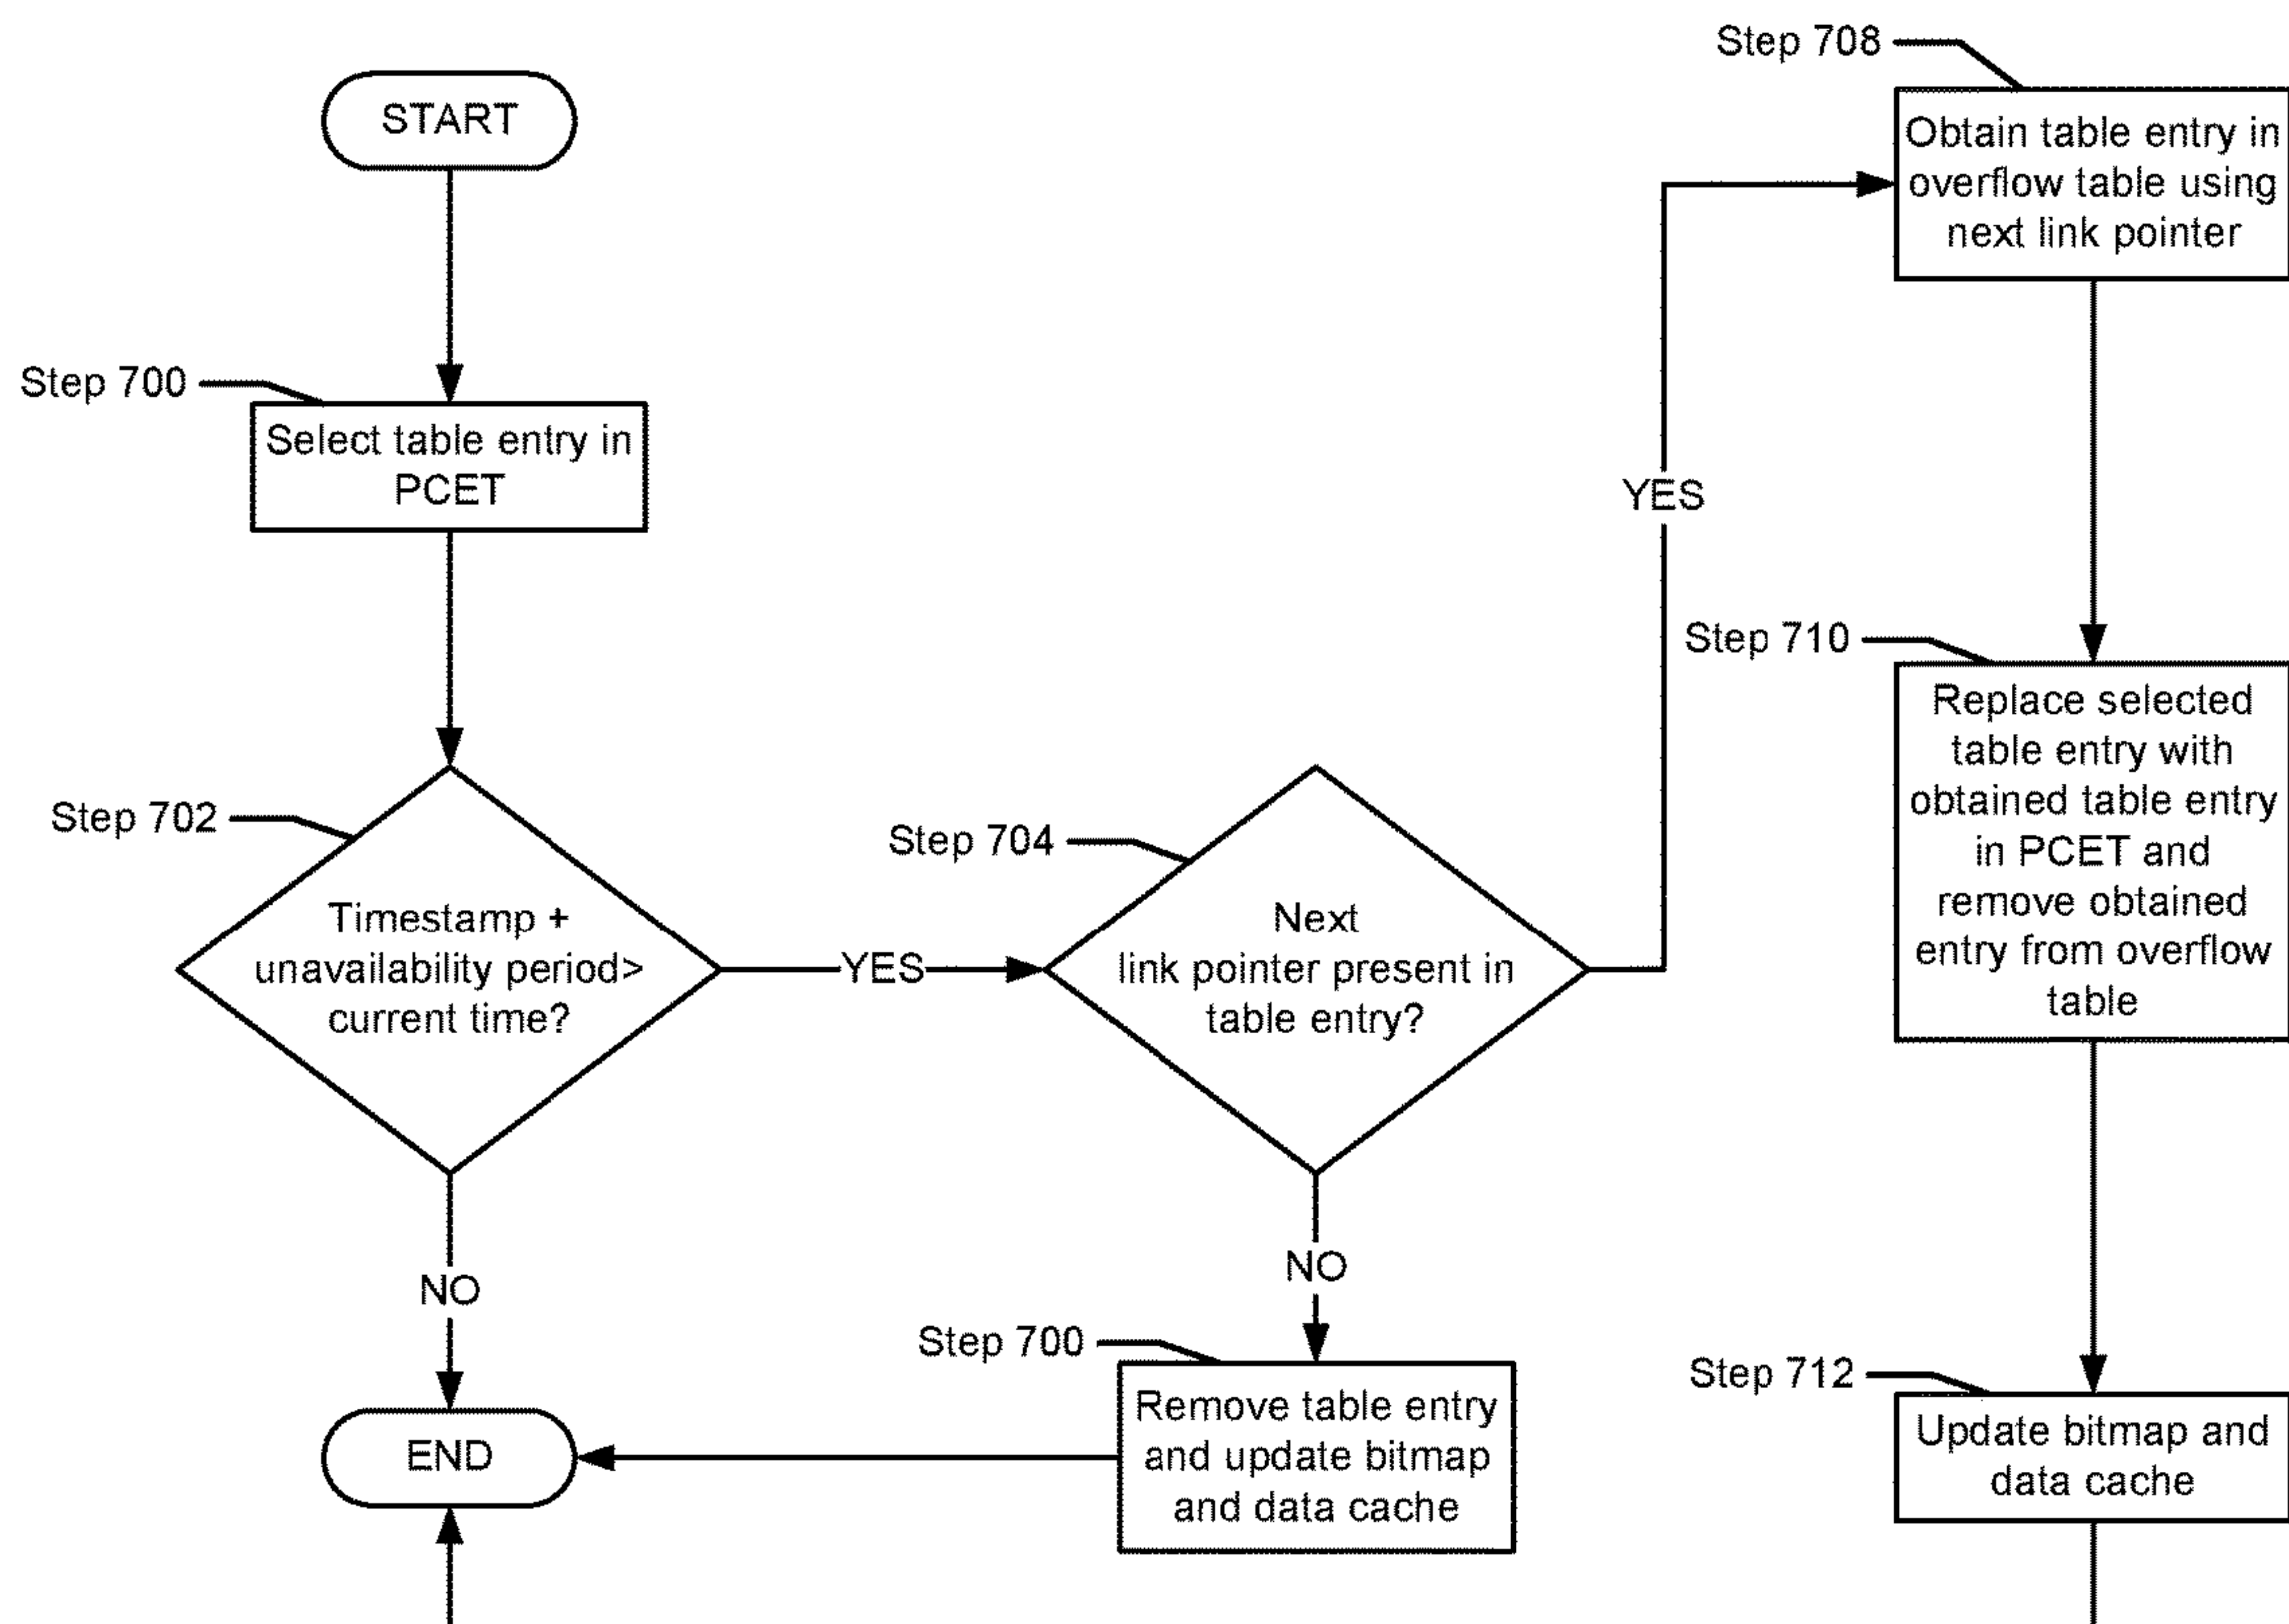 START
Step 700
Select table entry in
PCET
Step 702
Timestamp +
unavailability period>
current time?
YES
NO
Step 704
Next
link pointer present in
table entry?
YES
NO
Step 700
Remove table entry
and update bitmap
and data cache
END
Step 708
Obtain table entry in
overflow table using
next link pointer
Step 710
Replace selected
table entry with
obtained table entry
in PCET and
remove obtained
entry from overflow
table
Step 712
Update bitmap and
data cache